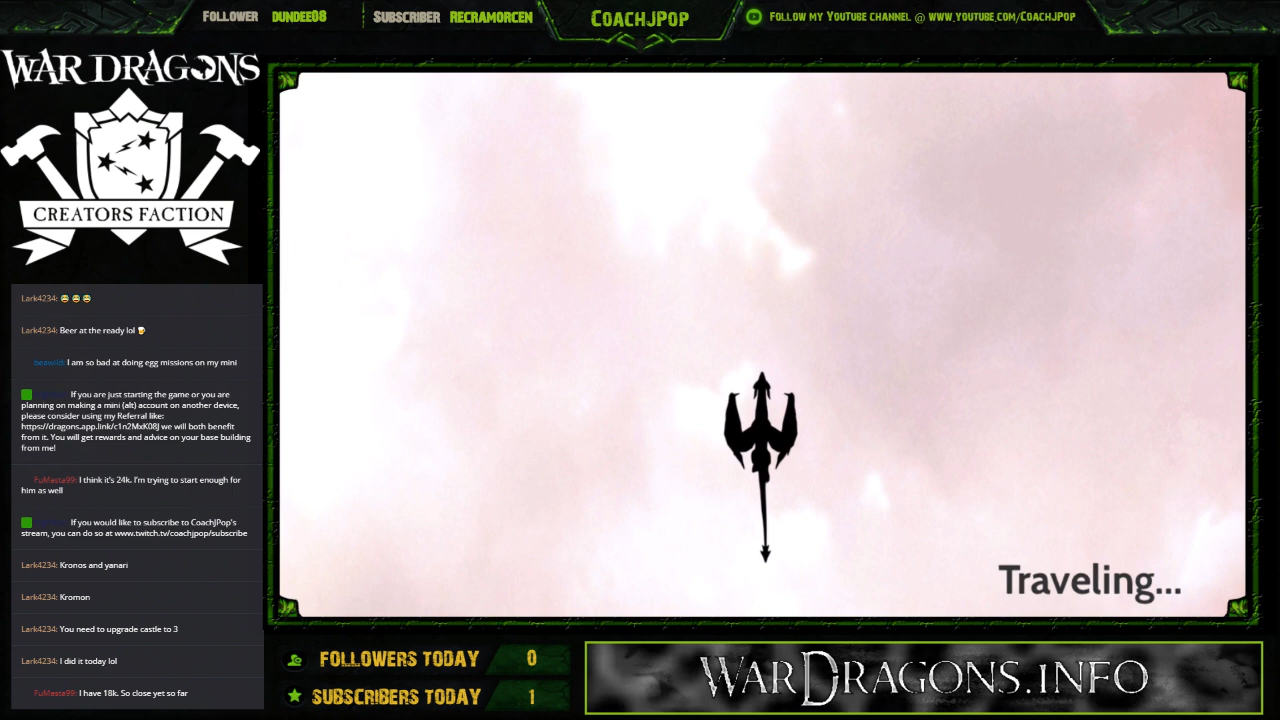 Follower DUNDEE08
Subscriber RECRAMORCEN
CoachJPop
Follow my YouTube channel @ www.youtube.com/CoachJPop
WAR DRAGONS
CREATORS FACTION
Lark4234: 😂 😂 😂
Lark4234: Beer at the ready lol 🍺
beawild: I am so bad at doing egg missions on my mini
If you are just starting the game or you are
planning on making a mini (alt) account on another device,
please consider using my Referral like:
https://dragons.app.link/c1n2MxK08J we will both benefit
from it. You will get rewards and advice on your base building
from me!
FuMasta99: I think it's 24k. I'm trying to start enough for
him as well
If you would like to subscribe to CoachJPop's
stream, you can do so at www.twitch.tv/coachjpop/subscribe
Lark4234: Kronos and yanari
Lark4234: Kromon
Lark4234: You need to upgrade castle to 3
Lark4234: I did it today lol
FuMasta99: I have 18k. So close yet so far
Traveling...
FOLLOWERS TODAY 0
SUBSCRIBERS TODAY 1
WARDRAGONS.INFO